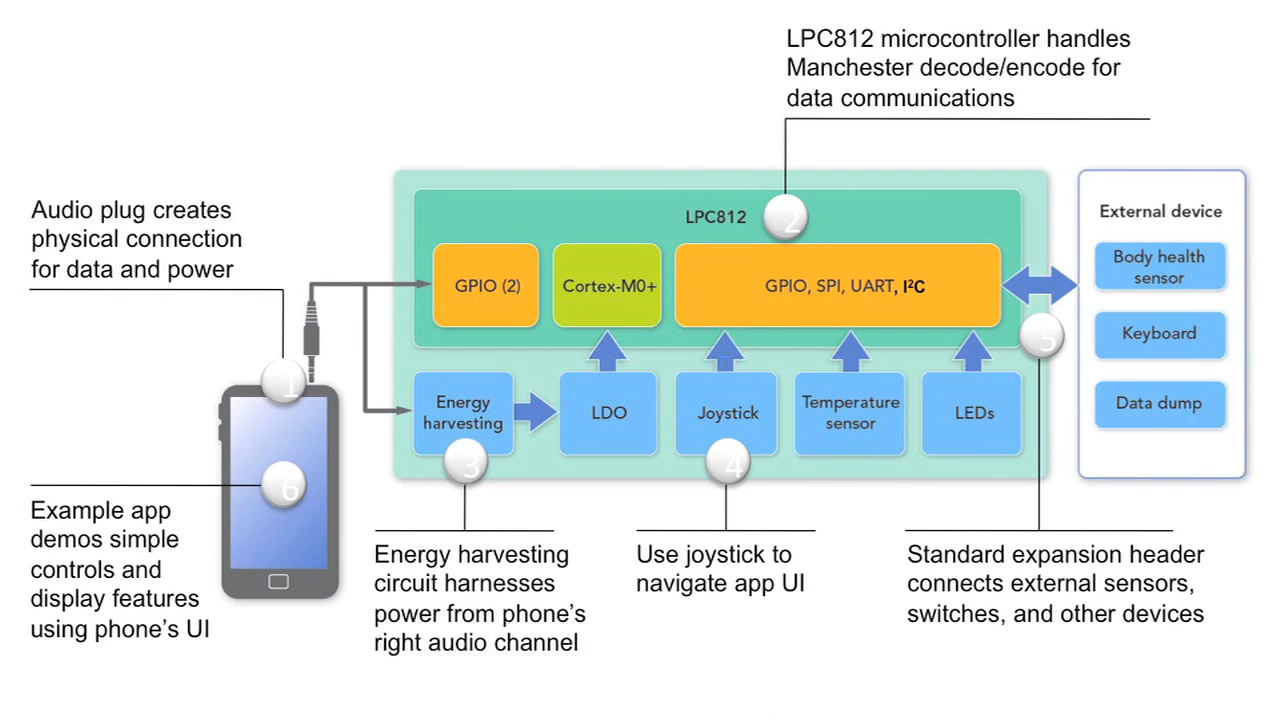 LPC812 microcontroller handles
Manchester decode/encode for
data communications
Audio plug creates
physical connection
for data and power
LPC812
2
External device
GPIO (2)
Cortex-M0+
GPIO, SPI, UART, I²C
Body health
sensor
Keyboard
Data dump
1
5
Energy
harvesting
LDO
Joystick
Temperature
sensor
LEDs
3
4
6
Example app
demos simple
controls and
display features
using phone’s UI
Energy harvesting
circuit harnesses
power from phone’s
right audio channel
Use joystick to
navigate app UI
Standard expansion header
connects external sensors,
switches, and other devices